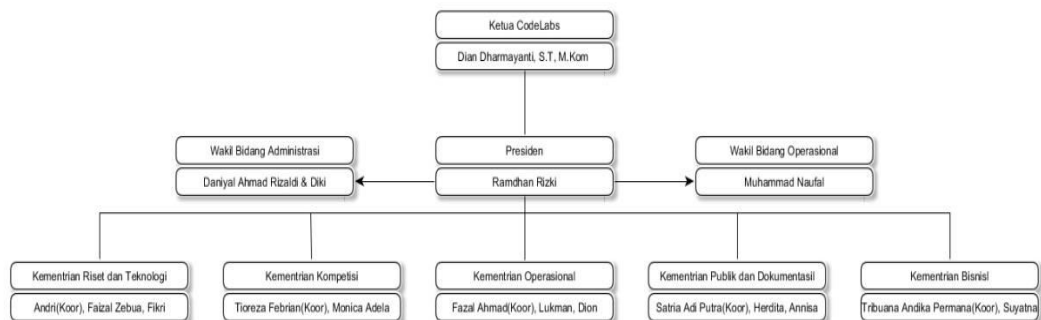 Ketua CodeLabs
Dian Dharmayanti, S.T, M.Kom
Wakil Bidang Administrasi
Daniyal Ahmad Rizaldi & Diki
Presiden
Ramdhan Rizki
Wakil Bidang Operasional
Muhammad Naufal
Kementrian Riset dan Teknologi
Andri(Koor), Faizal Zebua, Fikri
Kementrian Kompetisi
Tioreza Febrian(Koor), Monica Adela
Kementrian Operasional
Fazal Ahmad(Koor), Lukman, Dion
Kementrian Publik dan Dokumentasil
Satria Adi Putra(Koor), Herdita, Annisa
Kementrian Bisnisl
Tribuana Andika Permana(Koor), Suyatna